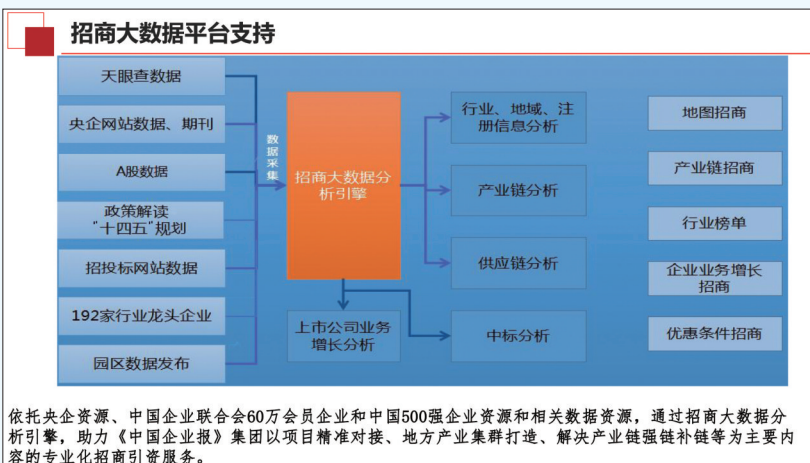 招商大数据平台支持
天眼查数据
央企网站数据、期刊
A股数据
政策解读
“十四五”规划
招投标网站数据
192家行业龙头企业
园区数据发布
数据采集
招商大数据分
析引擎
上市公司业务
增长分析
行业、地域、注
册信息分析
产业链分析
供应链分析
中标分析
地图招商
产业链招商
行业榜单
企业业务增长
招商
优惠条件招商
依托央企资源、中国企业联合会60万会员企业和中国500强企业资源和相关数据资源，通过招商大数据分
析引擎，助力《中国企业报》集团以项目精准对接、地方产业集群打造、解决产业链强链补链等为主要内
容的专业化招商引资服务。